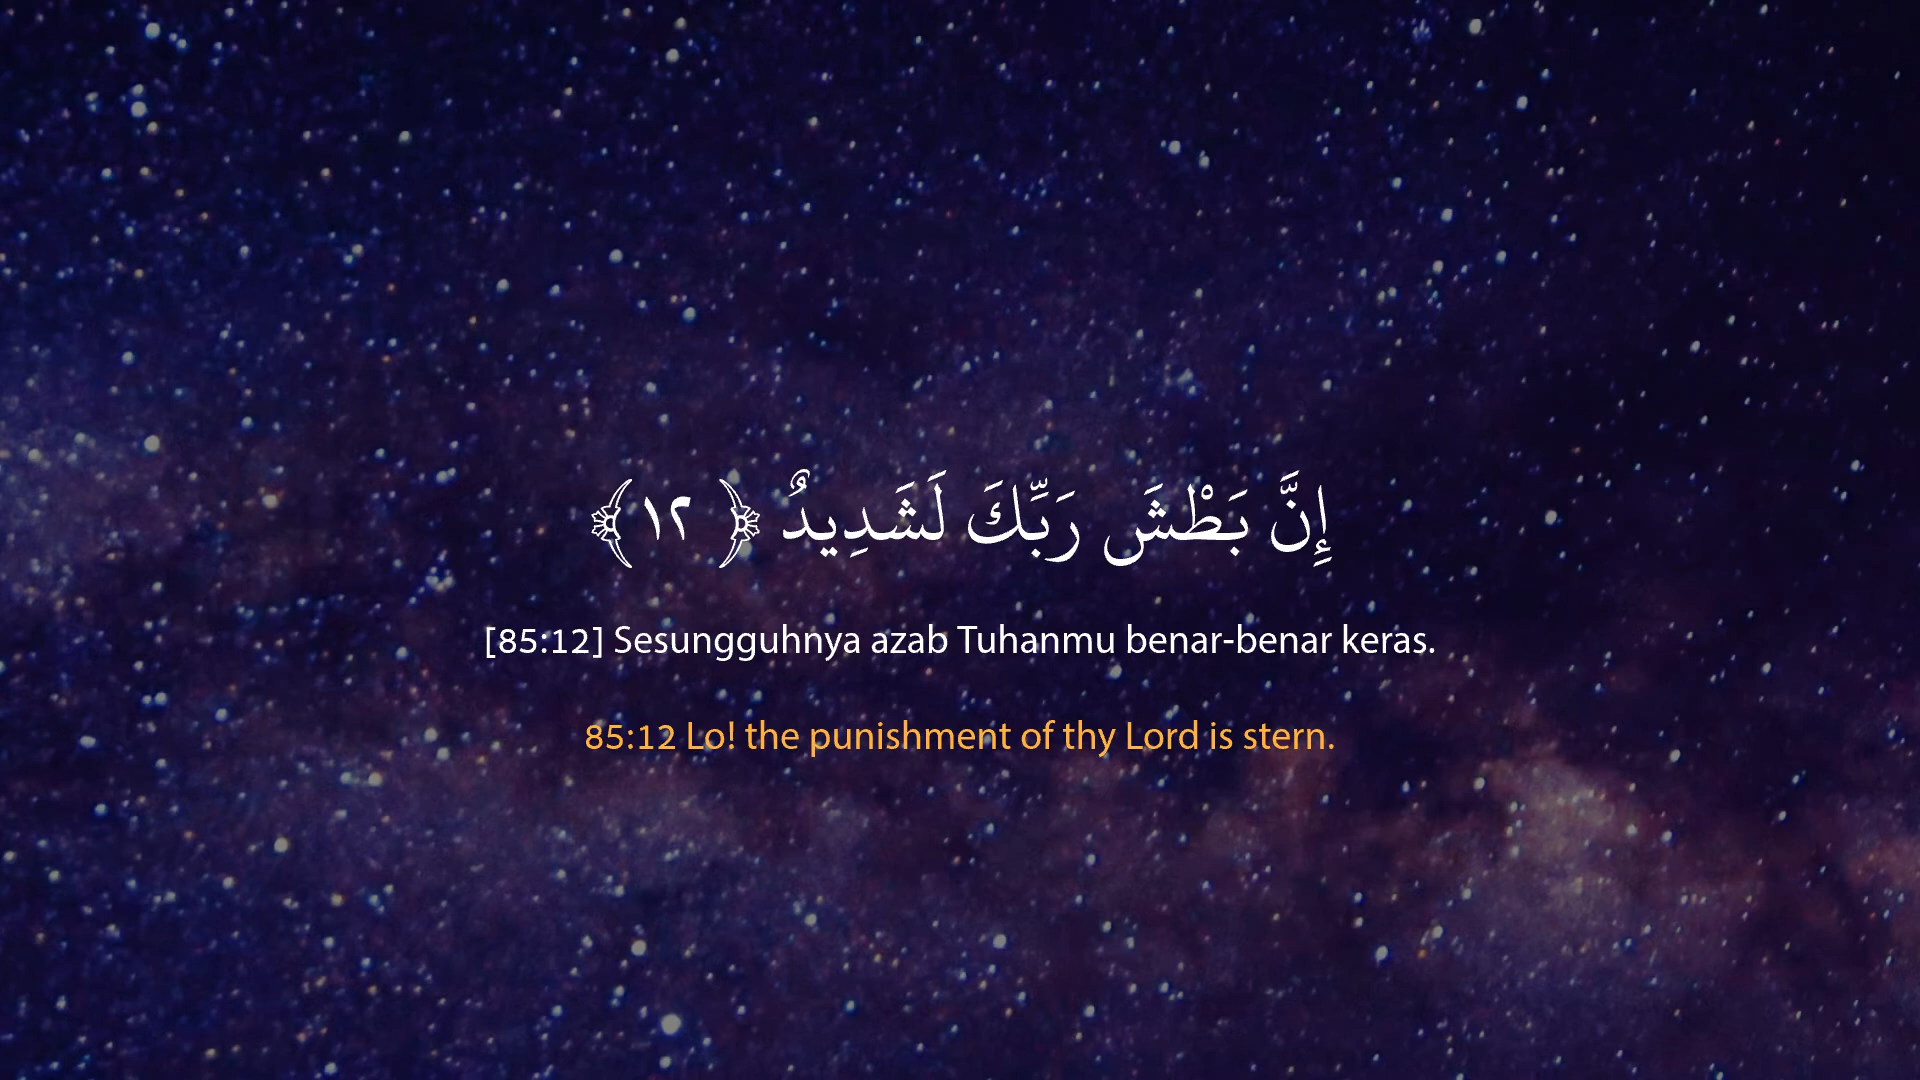 إِنَّ بَطْشَ رَبِّكَ لَشَدِيدٌ ﴿١٢﴾
[85:12] Sesungguhnya azab Tuhanmu benar-benar keras.
85:12 Lo! the punishment of thy Lord is stern.